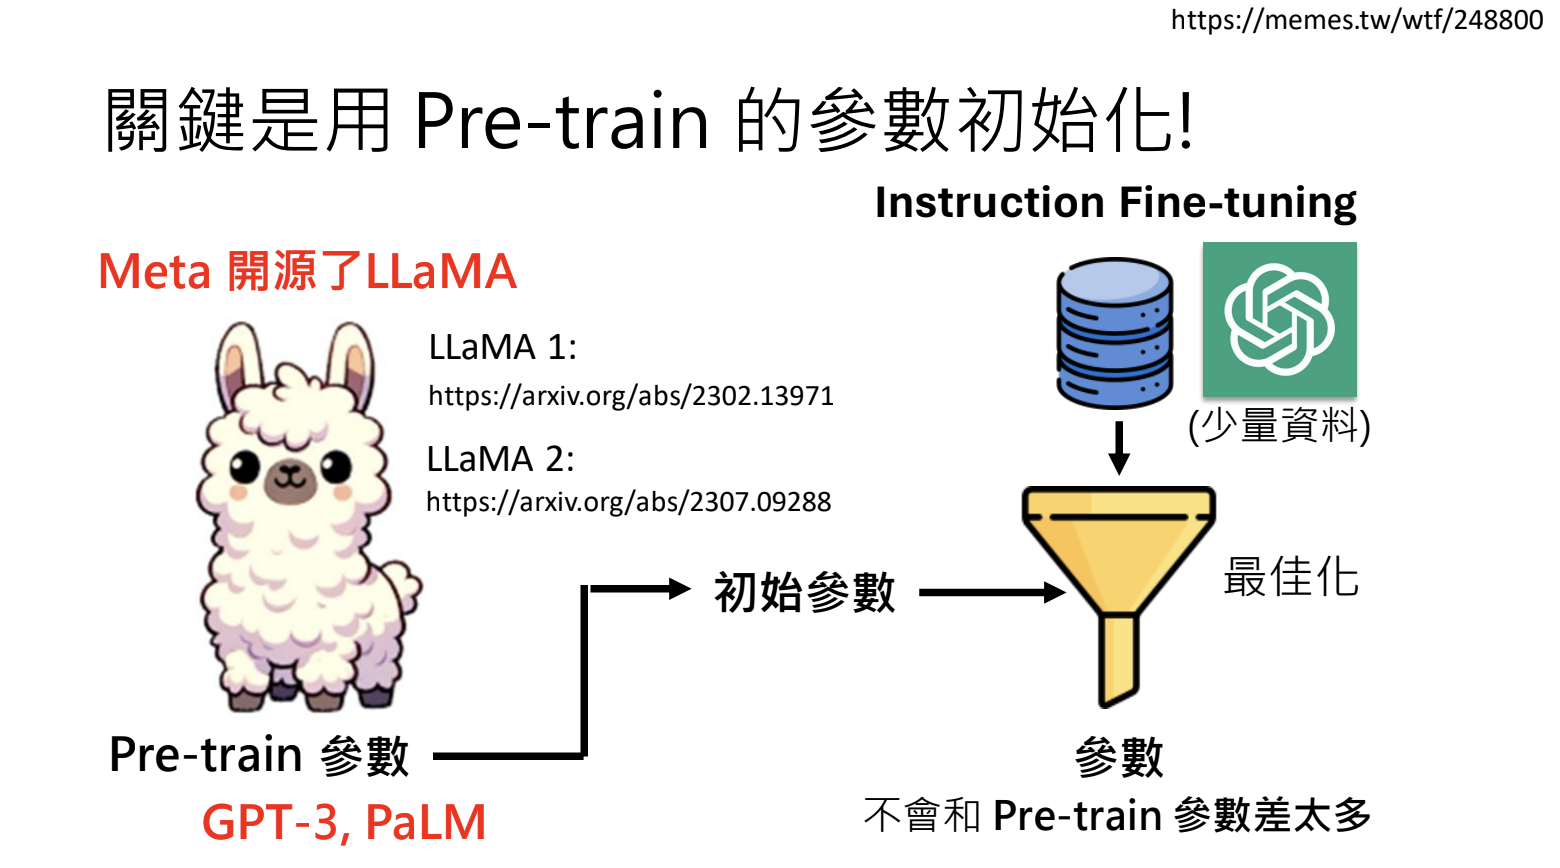 https://memes.tw/wtf/248800
關鍵是用 Pre-train 的參數初始化!
Instruction Fine-tuning
Meta 開源了LLaMA
LLaMA 1:
https://arxiv.org/abs/2302.13971
(少量資料)
LLaMA 2:
https://arxiv.org/abs/2307.09288
初始參數
最佳化
Pre-train 參數
參數
GPT-3, PaLM
不會和 Pre-train 參數差太多